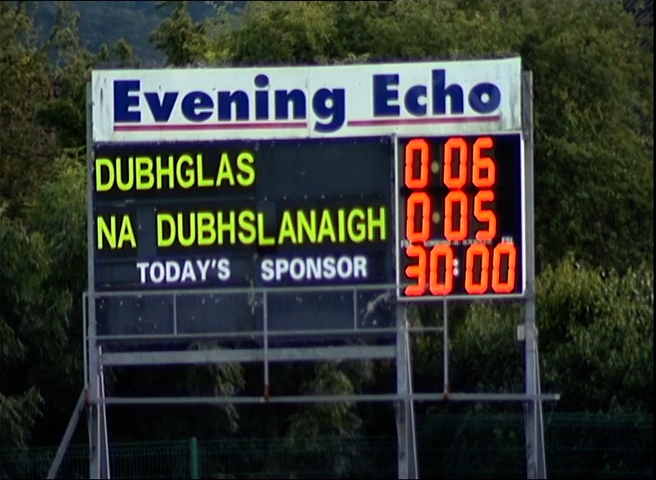 Evening Echo
DUBHGLAS 0 06
NA DUBHSLANAIGH 0 05
TODAY'S SPONSOR 30:00